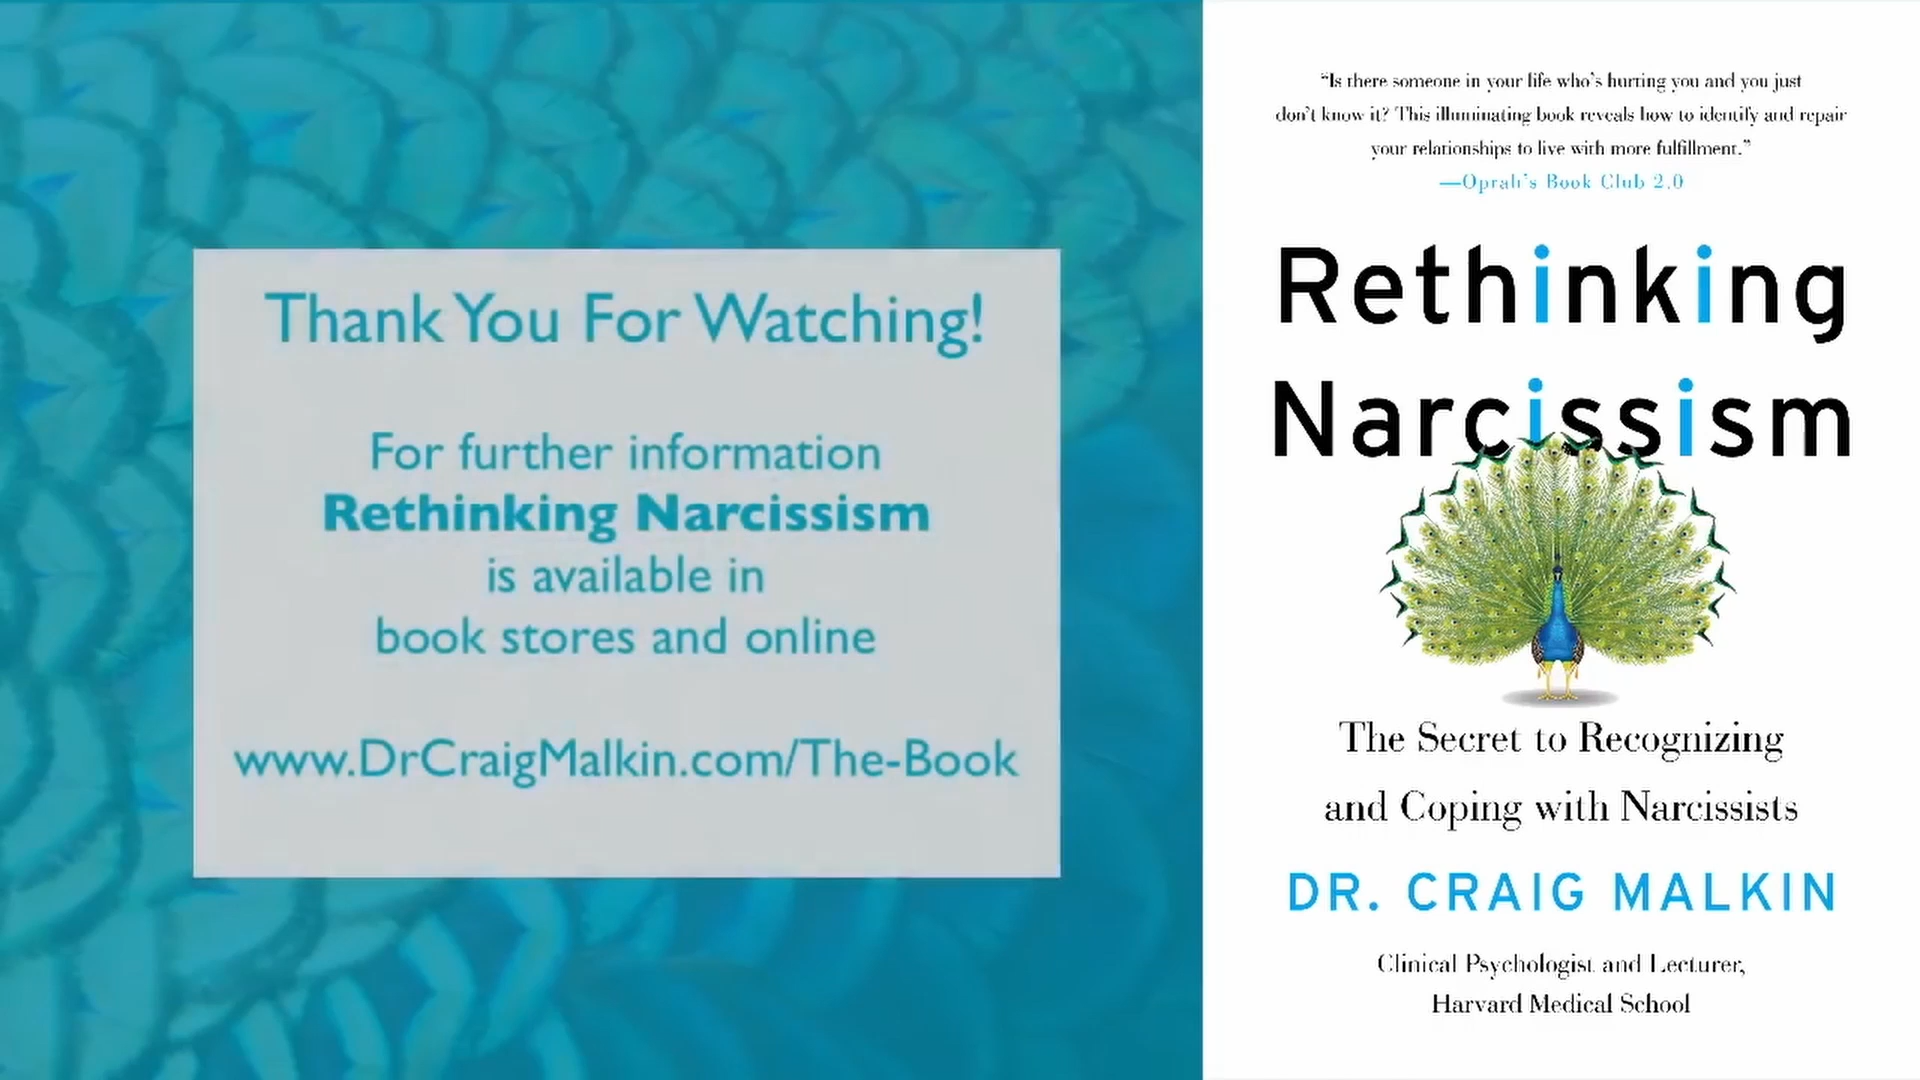 Thank You For Watching!
For further information
Rethinking Narcissism
is available in
book stores and online
www.DrCraigMalkin.com/The-Book
“Is there someone in your life who’s hurting you and you just
don’t know it? This illuminating book reveals how to identify and repair
your relationships to live with more fulfillment.”
—Oprah’s Book Club 2.0
Rethinking
Narcissism
The Secret to Recognizing
and Coping with Narcissists
DR. CRAIG MALKIN
Clinical Psychologist and Lecturer,
Harvard Medical School